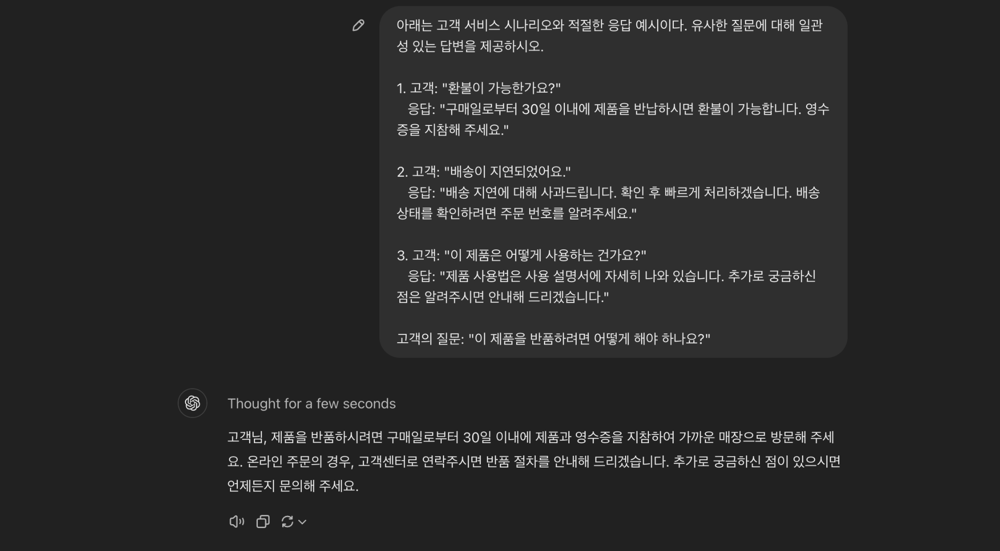 아래는 고객 서비스 시나리오와 적절한 응답 예시이다. 유사한 질문에 대해 일관
성 있는 답변을 제공하시오.
1. 고객: "환불이 가능한가요?"
응답: "구매일로부터 30일 이내에 제품을 반납하시면 환불이 가능합니다. 영수
증을 지참해 주세요."
2. 고객: "배송이 지연되었어요."
응답: "배송 지연에 대해 사과드립니다. 확인 후 빠르게 처리하겠습니다. 배송
상태를 확인하려면 주문 번호를 알려주세요."
3. 고객: "이 제품은 어떻게 사용하는 건가요?"
응답: "제품 사용법은 사용 설명서에 자세히 나와 있습니다. 추가로 궁금하신
점은 알려주시면 안내해 드리겠습니다."
고객의 질문: "이 제품을 반품하려면 어떻게 해야 하나요?"
Thought for a few seconds
고객님, 제품을 반품하시려면 구매일로부터 30일 이내에 제품과 영수증을 지참하여 가까운 매장으로 방문해 주세
요. 온라인 주문의 경우, 고객센터로 연락주시면 반품 절차를 안내해 드리겠습니다. 추가로 궁금하신 점이 있으시면
언제든지 문의해 주세요.